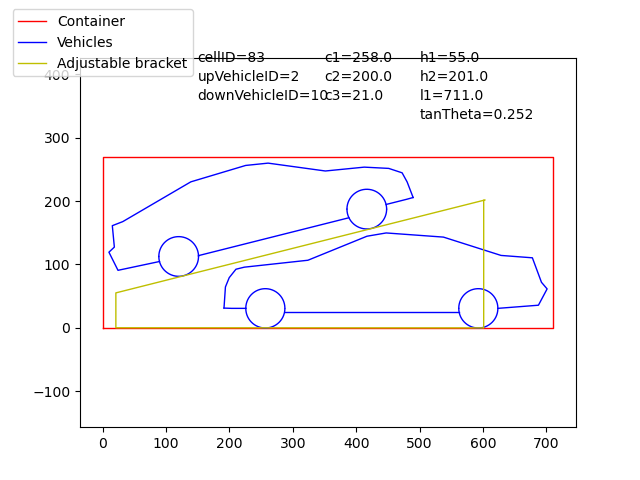 Container
Vehicles
Adjustable bracket
cellID=83 c1=258.0 h1=55.0
upVehicleID=2 c2=200.0 h2=201.0
downVehicleID=10 c3=21.0 l1=711.0
tanTheta=0.252
400
300
200
100
0
−100
0 100 200 300 400 500 600 700